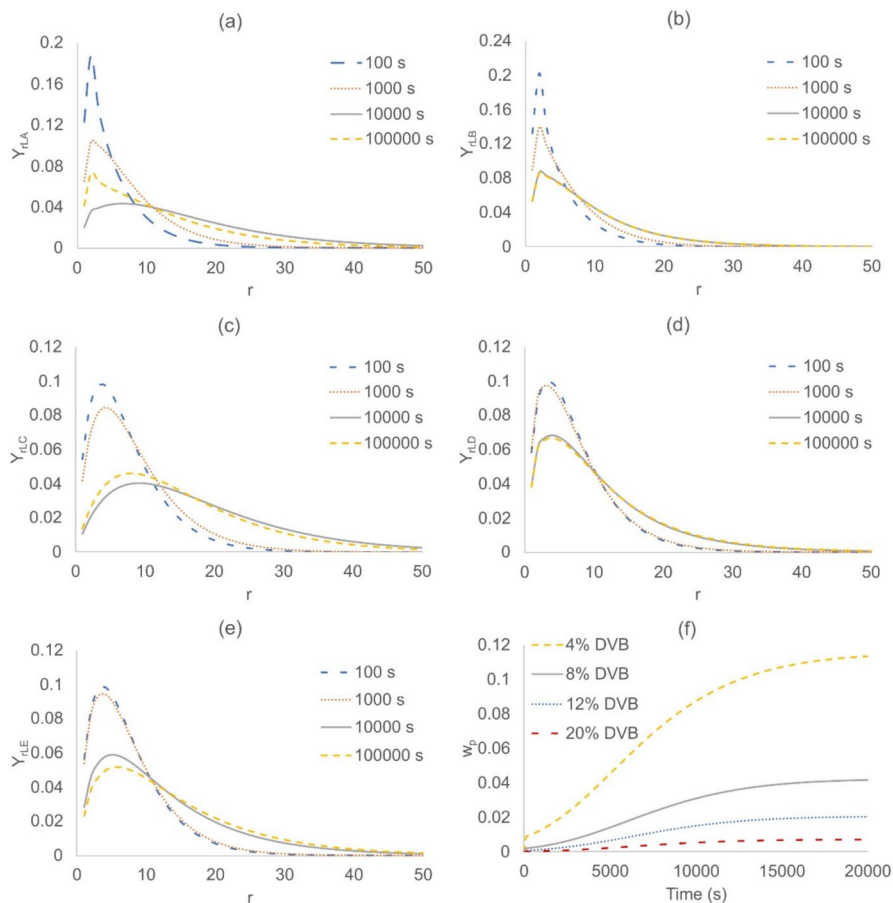 (a)
Y_rLA
0.2
0.16
0.12
0.08
0.04
0
0 10 20 30 40 50
r
100 s
1000 s
10000 s
100000 s
(b)
Y_rLB
0.24
0.2
0.16
0.12
0.08
0.04
0
0 10 20 30 40 50
r
100 s
1000 s
10000 s
100000 s
(c)
Y_rLC
0.12
0.1
0.08
0.06
0.04
0.02
0
0 10 20 30 40 50
r
100 s
1000 s
10000 s
100000 s
(d)
Y_rLD
0.12
0.1
0.08
0.06
0.04
0.02
0
0 10 20 30 40 50
r
100 s
1000 s
10000 s
100000 s
(e)
Y_rLE
0.12
0.1
0.08
0.06
0.04
0.02
0
0 10 20 30 40 50
r
100 s
1000 s
10000 s
100000 s
(f)
w_p
0.12
0.1
0.08
0.06
0.04
0.02
0
0 5000 10000 15000 20000
Time (s)
4% DVB
8% DVB
12% DVB
20% DVB